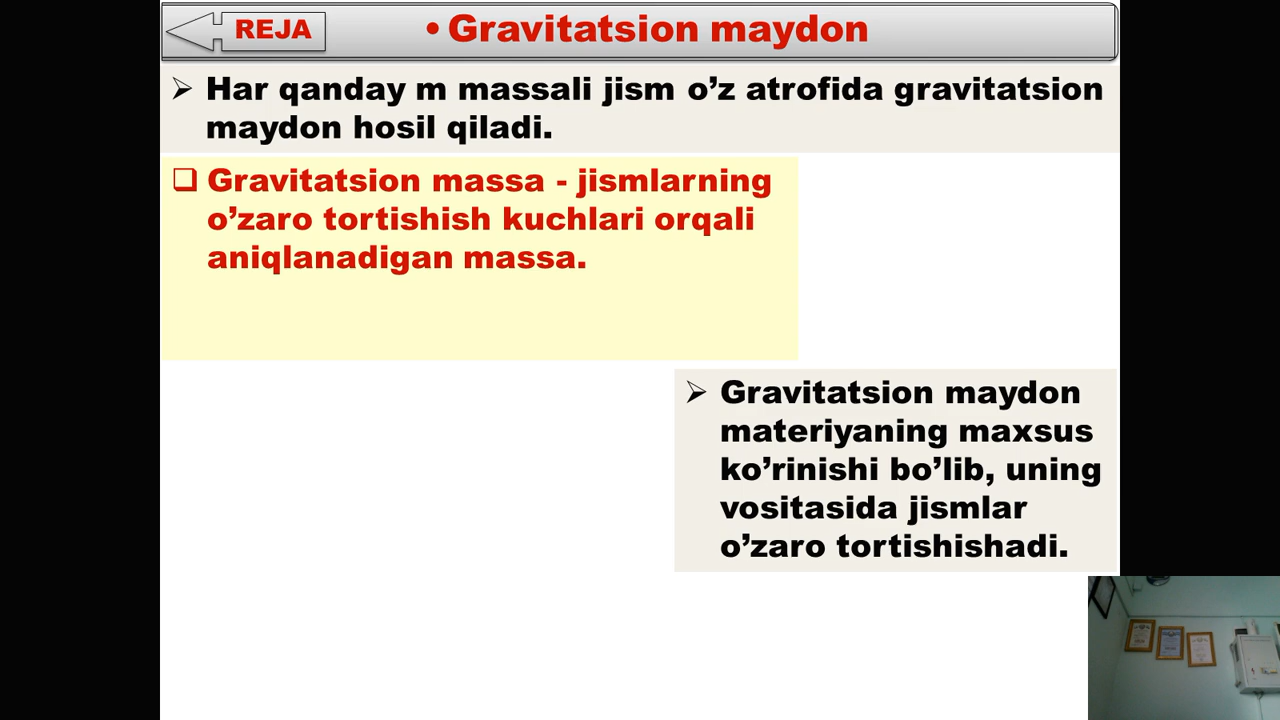 REJA
• Gravitatsion maydon
➢ Har qanday m massali jism o’z atrofida gravitatsion
maydon hosil qiladi.
❑ Gravitatsion massa - jismlarning
o’zaro tortishish kuchlari orqali
aniqlanadigan massa.
➢ Gravitatsion maydon
materiyaning maxsus
ko’rinishi bo’lib, uning
vositasida jismlar
o’zaro tortishishadi.